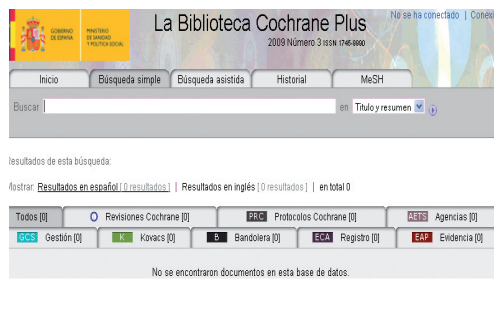 GOBIERNO DE ESPAÑA
MINISTERIO DE SANIDAD Y POLITICA SOCIAL
La Biblioteca Cochrane Plus
2009 Número 3 ISSN 1745-9990
No se ha conectado | Conex
Inicio Búsqueda simple Búsqueda asistida Historial MeSH
Buscar en Titulo y resumen
Resultados de esta búsqueda:
Mostrar: Resultados en español [ 0 resultados ] | Resultados en inglés [ 0 resultados ] | en total 0
Todos [0] Revisiones Cochrane [0] PRC Protocolos Cochrane [0] AETS Agencias [0]
GCS Gestión [0] K Kovacs [0] B Bandolera [0] ECA Registro [0] EAP Evidencia [0]
No se encontraron documentos en esta base de datos.